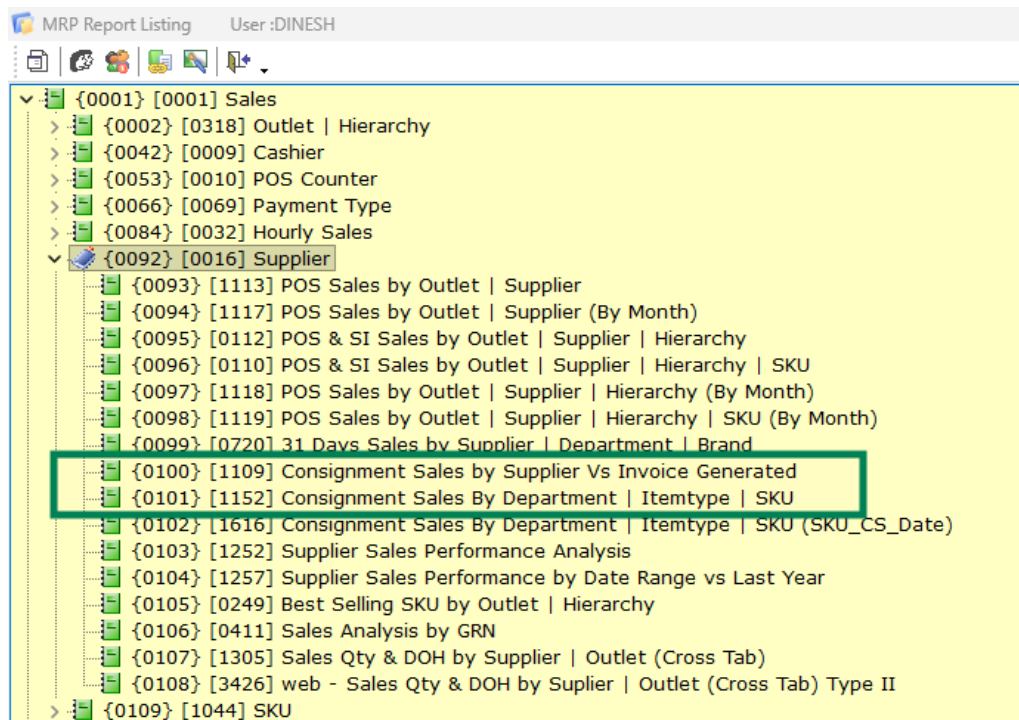 MRP Report Listing User :DINESH
{0001} [0001] Sales
{0002} [0318] Outlet | Hierarchy
{0042} [0009] Cashier
{0053} [0010] POS Counter
{0066} [0069] Payment Type
{0084} [0032] Hourly Sales
{0092} [0016] Supplier
{0093} [1113] POS Sales by Outlet | Supplier
{0094} [1117] POS Sales by Outlet | Supplier (By Month)
{0095} [0112] POS & SI Sales by Outlet | Supplier | Hierarchy
{0096} [0110] POS & SI Sales by Outlet | Supplier | Hierarchy | SKU
{0097} [1118] POS Sales by Outlet | Supplier | Hierarchy (By Month)
{0098} [1119] POS Sales by Outlet | Supplier | Hierarchy | SKU (By Month)
{0099} [0720] 31 Days Sales by Supplier | Department | Brand
{0100} [1109] Consignment Sales by Supplier Vs Invoice Generated
{0101} [1152] Consignment Sales By Department | Itemtype | SKU
{0102} [1616] Consignment Sales By Department | Itemtype | SKU (SKU_CS_Date)
{0103} [1252] Supplier Sales Performance Analysis
{0104} [1257] Supplier Sales Performance by Date Range vs Last Year
{0105} [0249] Best Selling SKU by Outlet | Hierarchy
{0106} [0411] Sales Analysis by GRN
{0107} [1305] Sales Qty & DOH by Supplier | Outlet (Cross Tab)
{0108} [3426] web - Sales Qty & DOH by Suplier | Outlet (Cross Tab) Type II
{0109} [1044] SKU